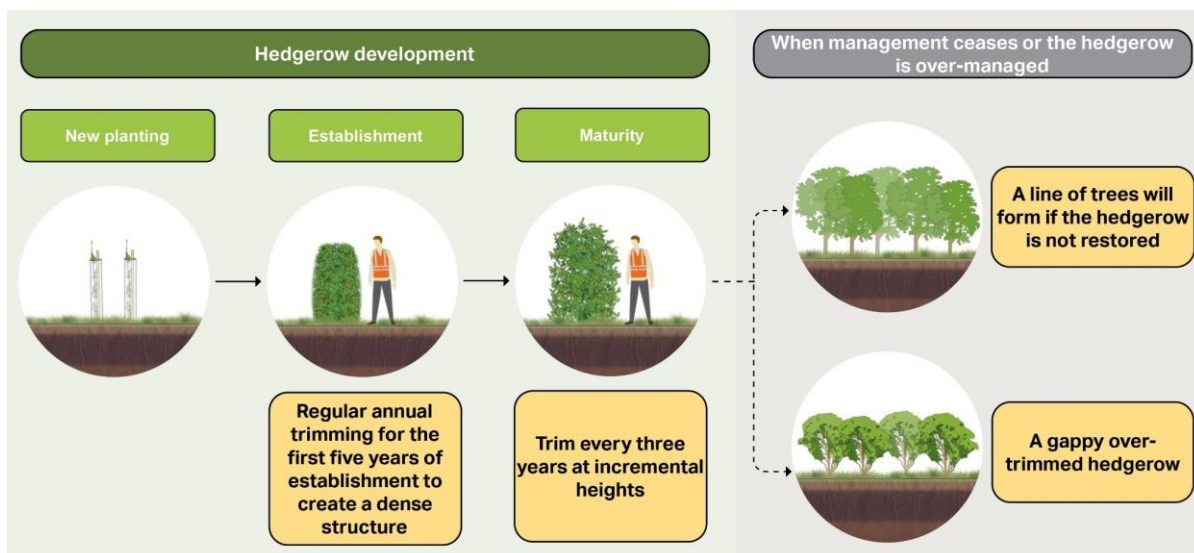 Hedgerow development
When management ceases or the hedgerow
is over-managed
New planting
Establishment
Maturity
A line of trees will
form if the hedgerow
is not restored
Regular annual
trimming for the
first five years of
establishment to
create a dense
structure
Trim every three
years at incremental
heights
A gappy over-
trimmed hedgerow